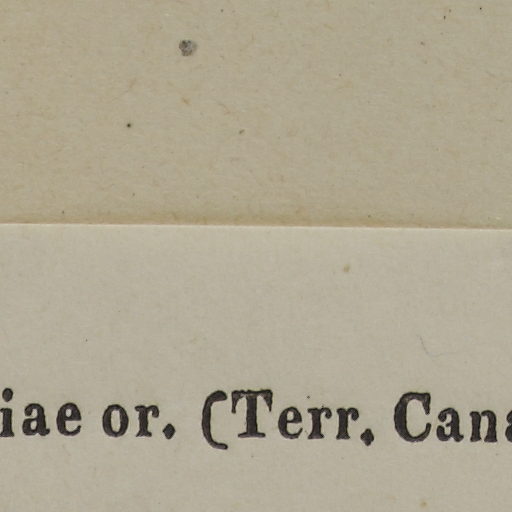 iae or. (Terr. Cana